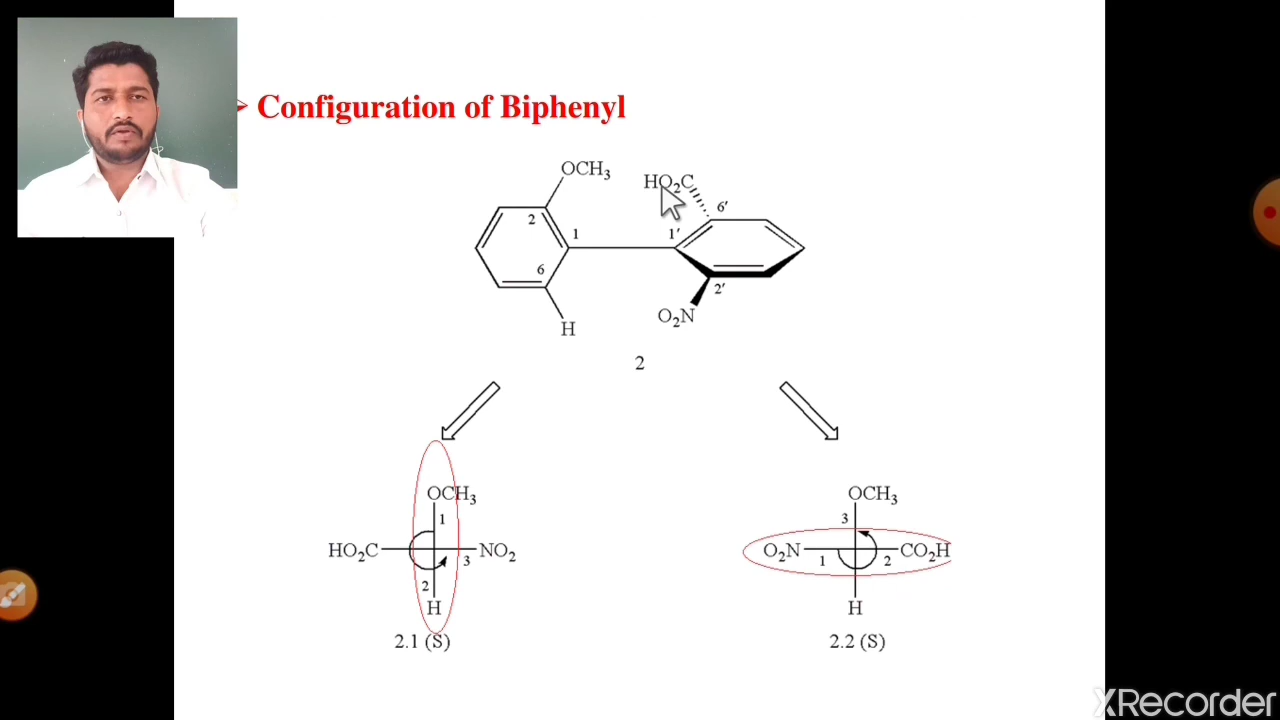 Configuration of Biphenyl
OCH3
HO2C
6′
2
1
1′
6
2′
O2N
H
2
OCH3
1
HO2C
NO2
3
2
H
2.1 (S)
OCH3
3
O2N
CO2H
1
2
H
2.2 (S)
XRecorder